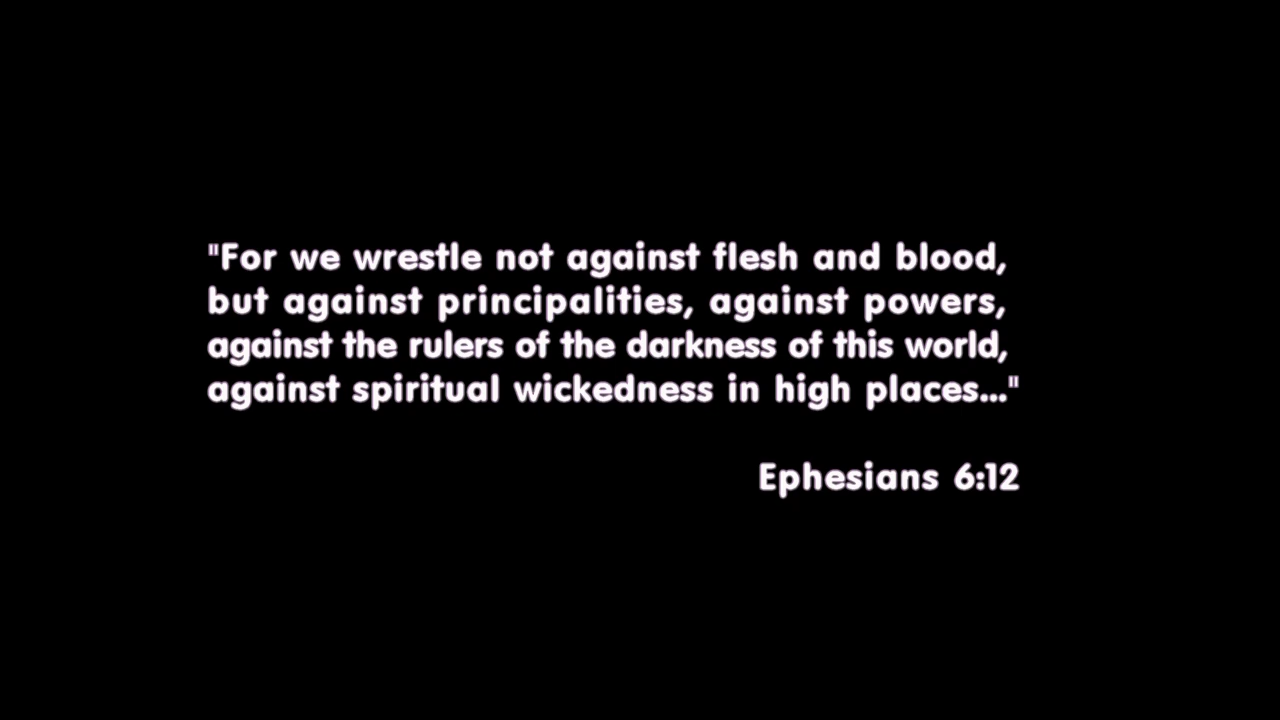 "For we wrestle not against flesh and blood,
but against principalities, against powers,
against the rulers of the darkness of this world,
against spiritual wickedness in high places..."
Ephesians 6:12